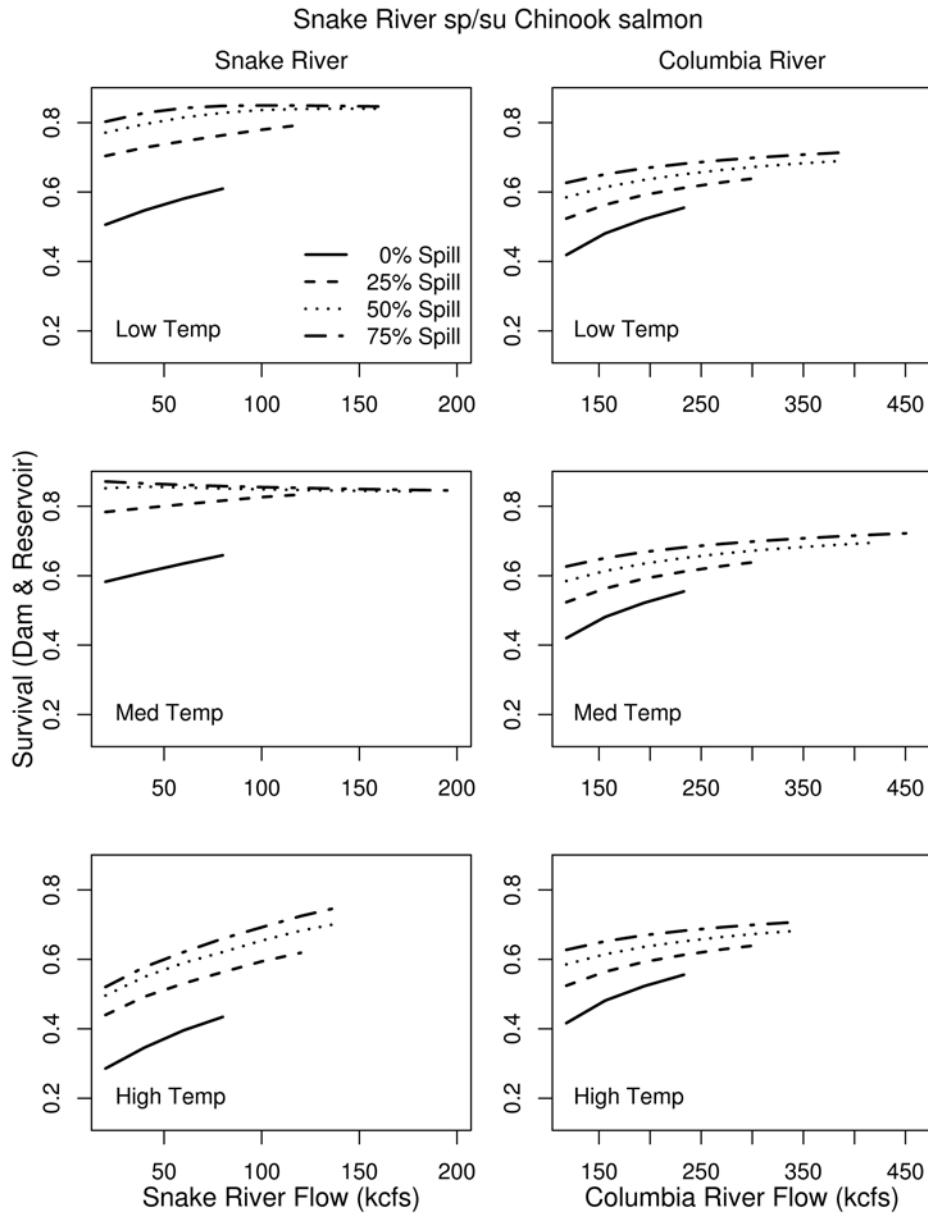 Snake River sp/su Chinook salmon
Snake River
Columbia River
0.2 0.4 0.6 0.8
0% Spill
25% Spill
50% Spill
75% Spill
Low Temp
50 100 150 200
0.2 0.4 0.6 0.8
Low Temp
150 250 350 450
Survival (Dam & Reservoir)
0.2 0.4 0.6 0.8
Med Temp
50 100 150 200
0.2 0.4 0.6 0.8
Med Temp
150 250 350 450
0.2 0.4 0.6 0.8
High Temp
50 100 150 200
Snake River Flow (kcfs)
0.2 0.4 0.6 0.8
High Temp
150 250 350 450
Columbia River Flow (kcfs)